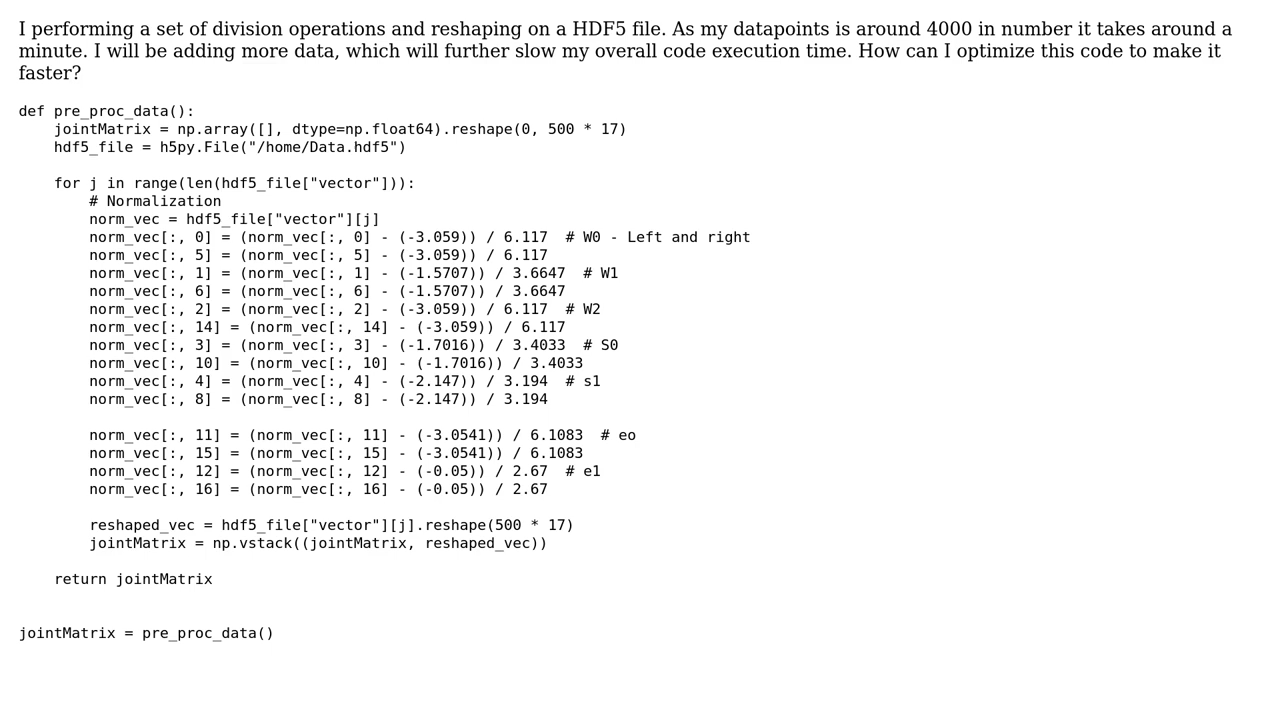 I performing a set of division operations and reshaping on a HDF5 file. As my datapoints is around 4000 in number it takes around a
minute. I will be adding more data, which will further slow my overall code execution time. How can I optimize this code to make it
faster?
def pre_proc_data():
    jointMatrix = np.array([], dtype=np.float64).reshape(0, 500 * 17)
    hdf5_file = h5py.File("/home/Data.hdf5")

    for j in range(len(hdf5_file["vector"])):
        # Normalization
        norm_vec = hdf5_file["vector"][j]
        norm_vec[:, 0] = (norm_vec[:, 0] - (-3.059)) / 6.117  # W0 - Left and right
        norm_vec[:, 5] = (norm_vec[:, 5] - (-3.059)) / 6.117
        norm_vec[:, 1] = (norm_vec[:, 1] - (-1.5707)) / 3.6647  # W1
        norm_vec[:, 6] = (norm_vec[:, 6] - (-1.5707)) / 3.6647
        norm_vec[:, 2] = (norm_vec[:, 2] - (-3.059)) / 6.117  # W2
        norm_vec[:, 14] = (norm_vec[:, 14] - (-3.059)) / 6.117
        norm_vec[:, 3] = (norm_vec[:, 3] - (-1.7016)) / 3.4033  # S0
        norm_vec[:, 10] = (norm_vec[:, 10] - (-1.7016)) / 3.4033
        norm_vec[:, 4] = (norm_vec[:, 4] - (-2.147)) / 3.194  # s1
        norm_vec[:, 8] = (norm_vec[:, 8] - (-2.147)) / 3.194

        norm_vec[:, 11] = (norm_vec[:, 11] - (-3.0541)) / 6.1083  # eo
        norm_vec[:, 15] = (norm_vec[:, 15] - (-3.0541)) / 6.1083
        norm_vec[:, 12] = (norm_vec[:, 12] - (-0.05)) / 2.67  # e1
        norm_vec[:, 16] = (norm_vec[:, 16] - (-0.05)) / 2.67

        reshaped_vec = hdf5_file["vector"][j].reshape(500 * 17)
        jointMatrix = np.vstack((jointMatrix, reshaped_vec))

    return jointMatrix


jointMatrix = pre_proc_data()